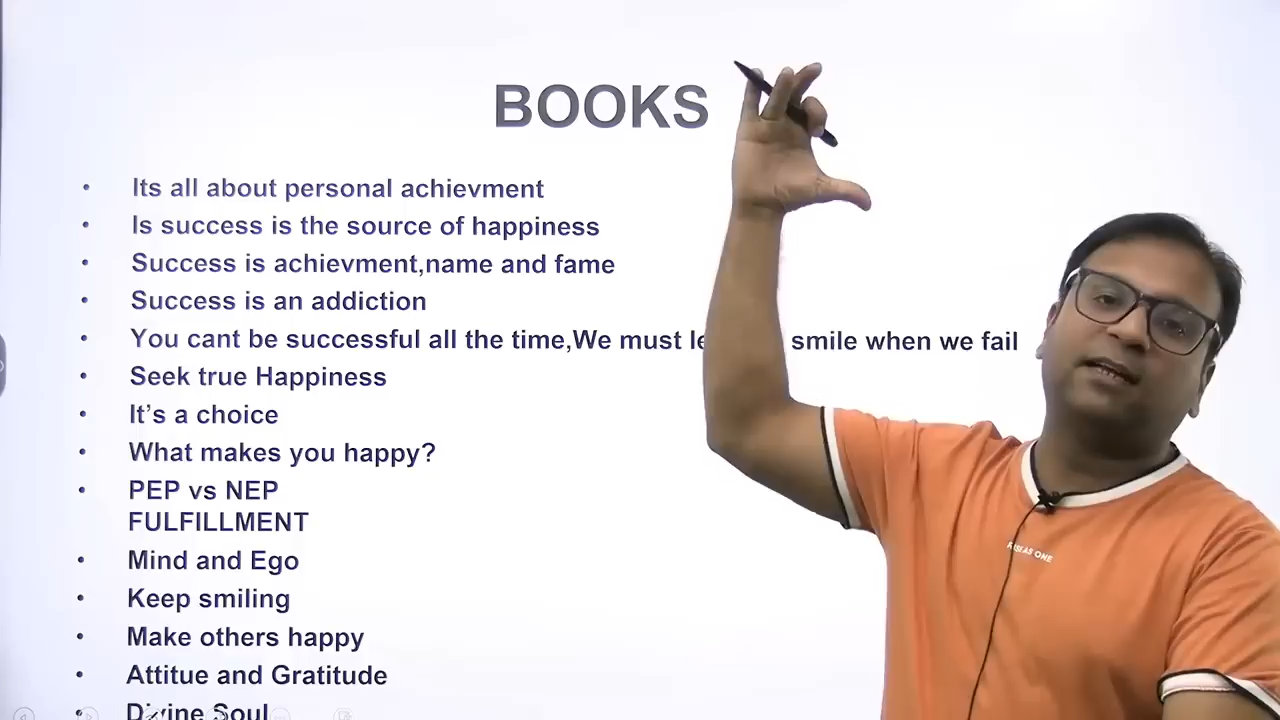 BOOKS
Its all about personal achievment
Is success is the source of happiness
Success is achievment,name and fame
Success is an addiction
You cant be successful all the time,We must smile when we fail
Seek true Happiness
It’s a choice
What makes you happy?
PEP vs NEP
FULFILLMENT
Mind and Ego
Keep smiling
Make others happy
Attitue and Gratitude
Divine Soul
AS ONE